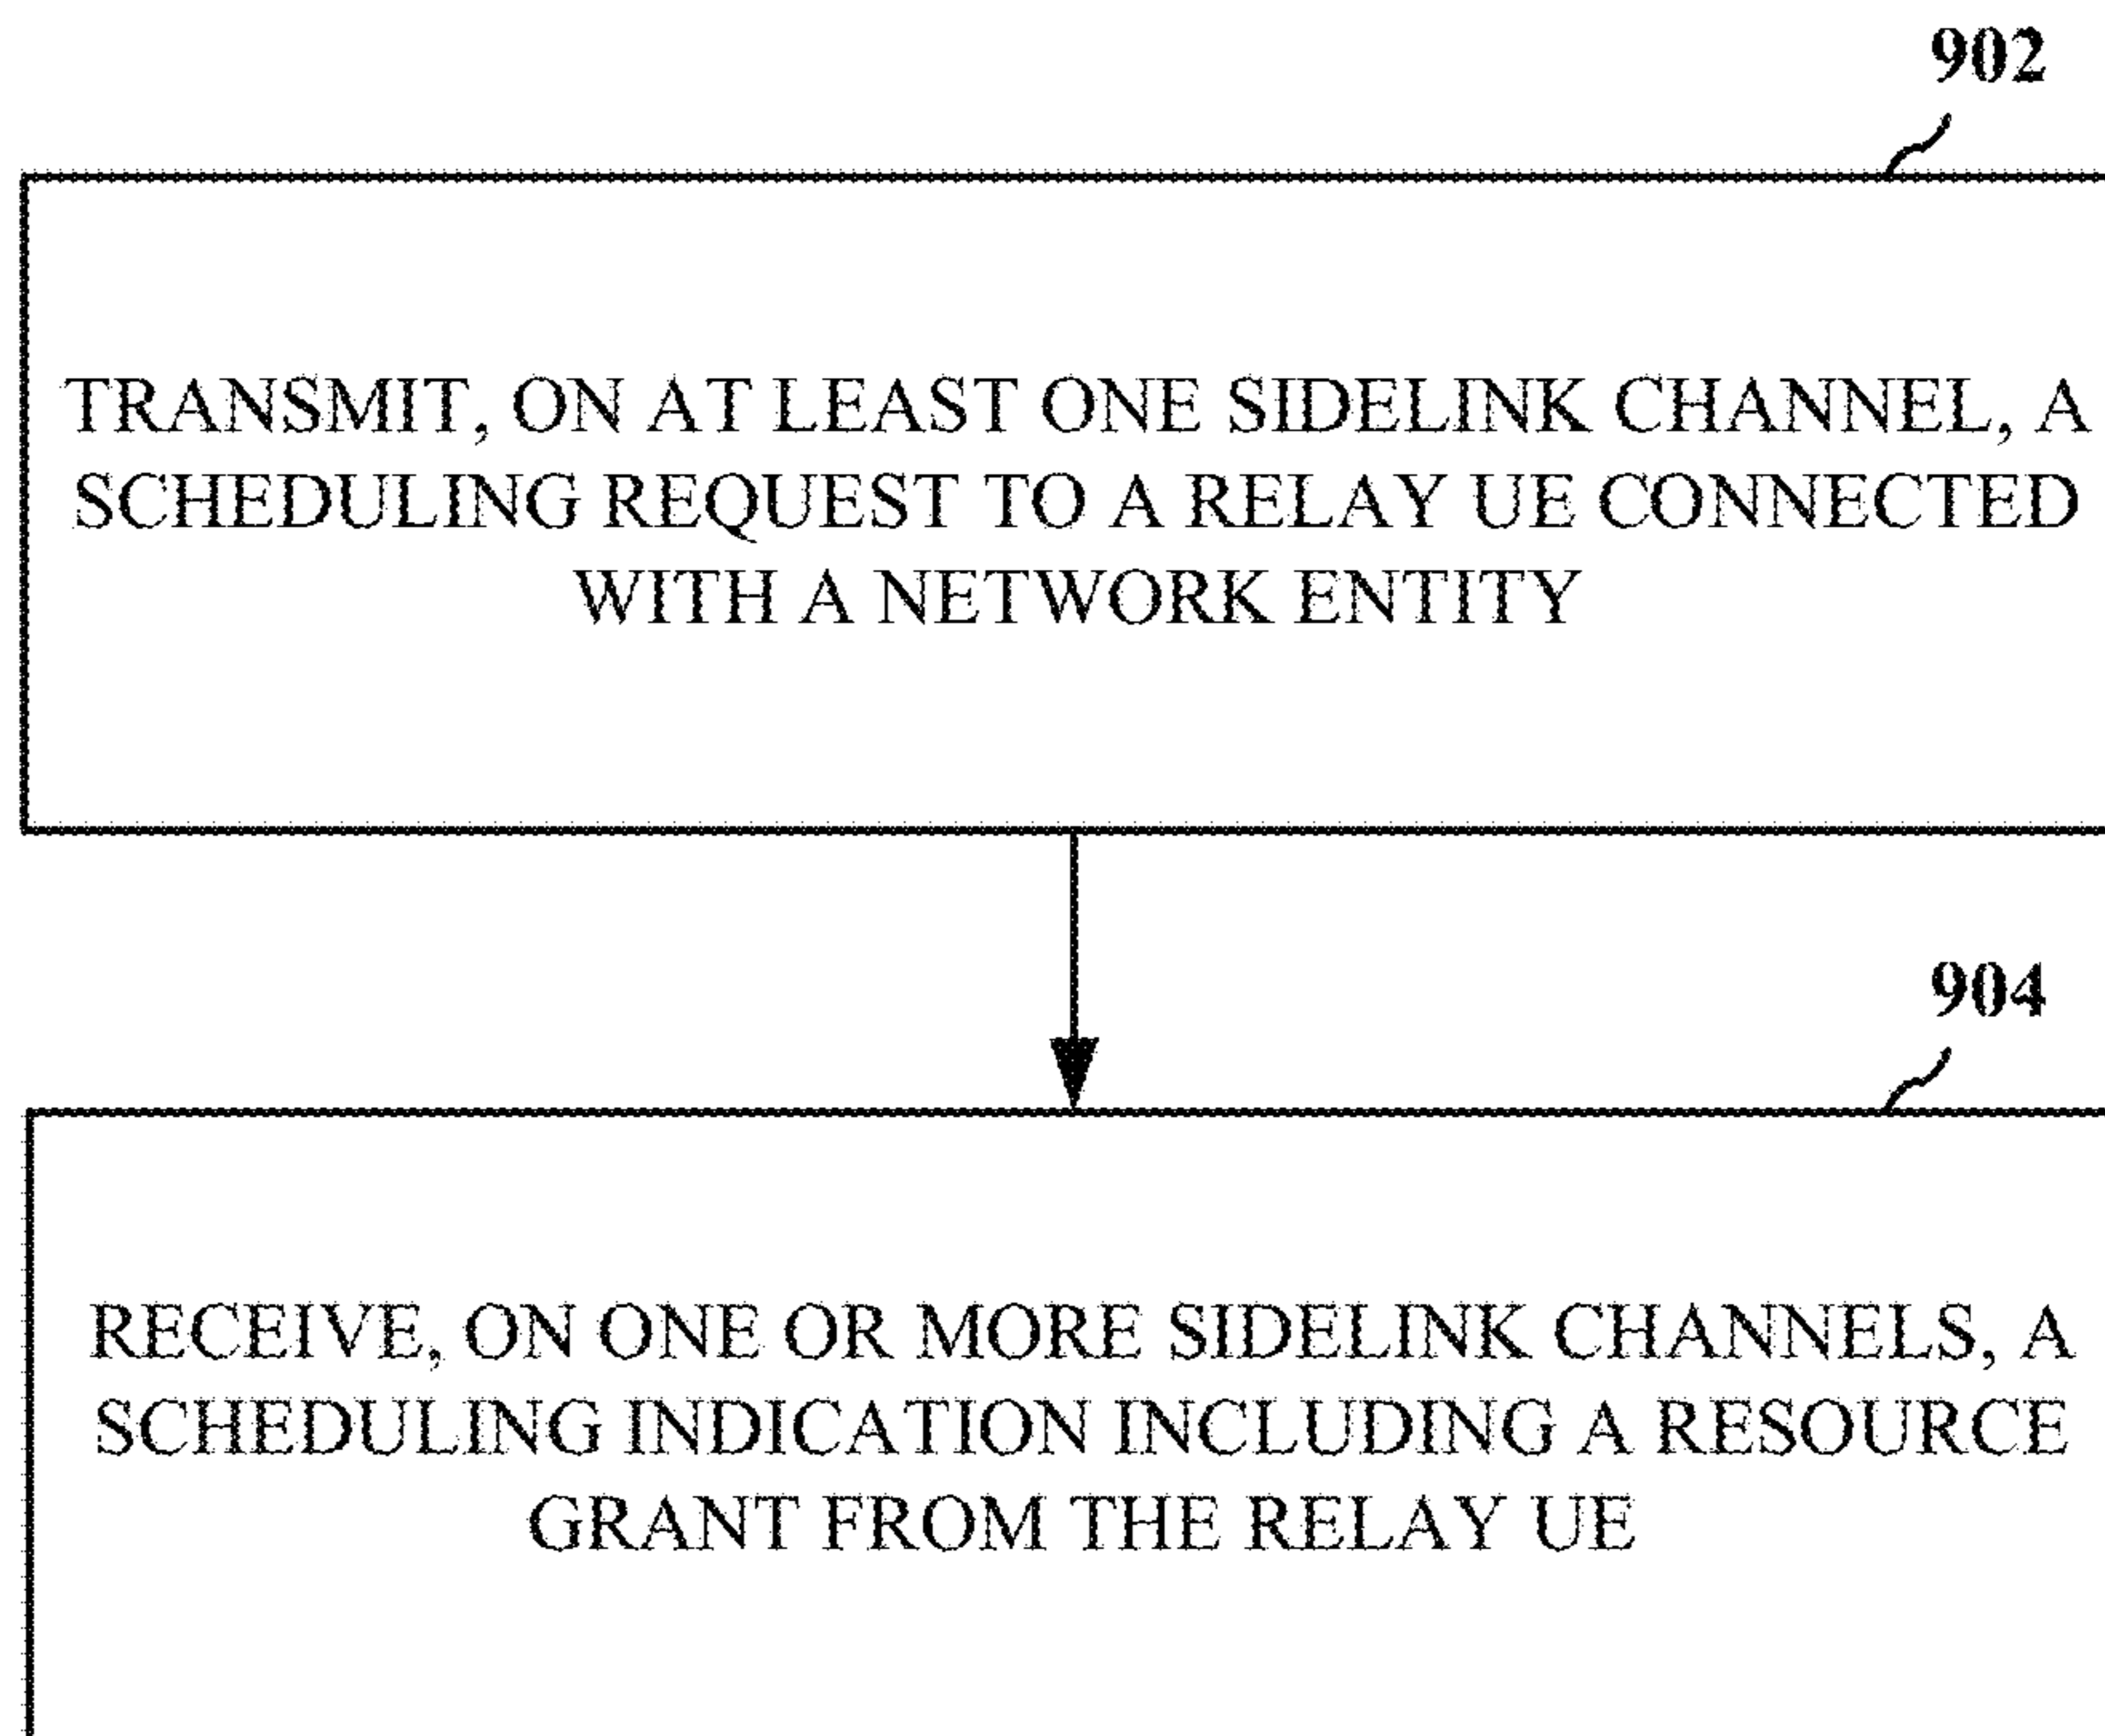 902
TRANSMIT, ON AT LEAST ONE SIDELINK CHANNEL, A
SCHEDULING REQUEST TO A RELAY UE CONNECTED
WITH A NETWORK ENTITY
904
RECEIVE, ON ONE OR MORE SIDELINK CHANNELS, A
SCHEDULING INDICATION INCLUDING A RESOURCE
GRANT FROM THE RELAY UE